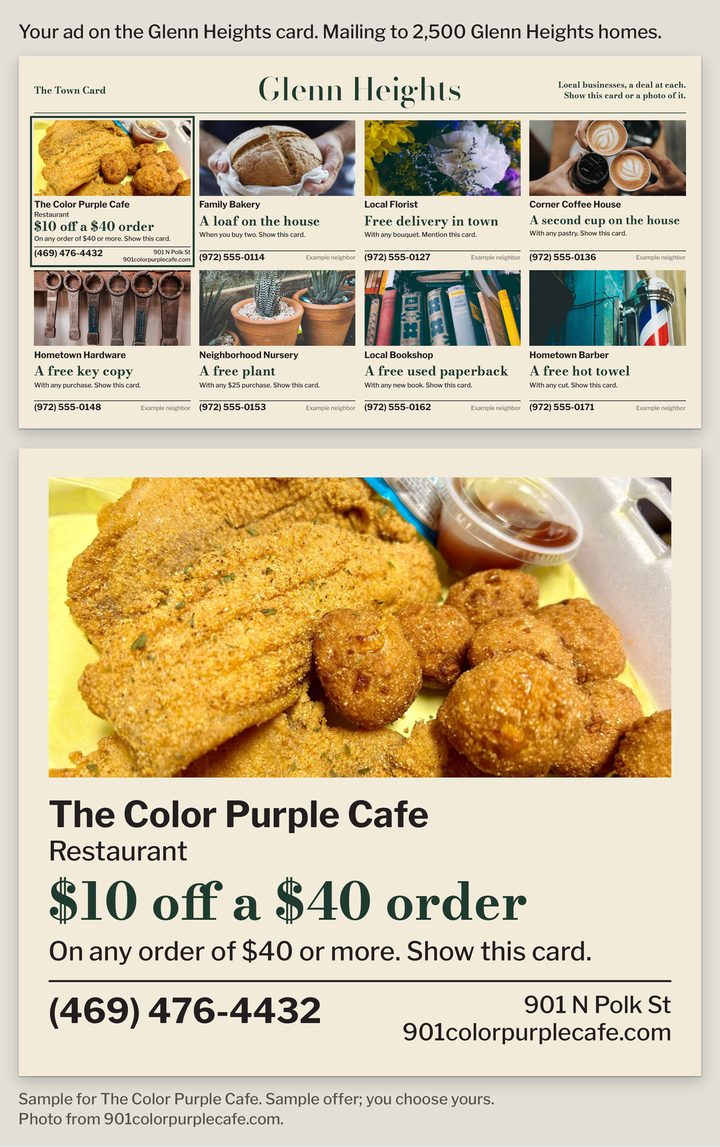 Your ad on the Glenn Heights card. Mailing to 2,500 Glenn Heights homes.
The Town Card
Glenn Heights
Local businesses, a deal at each.
Show this card or a photo of it.
The Color Purple Cafe
Restaurant
$10 off a $40 order
On any order of $40 or more. Show this card.
(469) 476-4432
901 N Polk St
901colorpurplecafe.com
Family Bakery
A loaf on the house
When you buy two. Show this card.
(972) 555-0114
Example neighbor
Local Florist
Free delivery in town
With any bouquet. Mention this card.
(972) 555-0127
Example neighbor
Corner Coffee House
A second cup on the house
With any pastry. Show this card.
(972) 555-0136
Example neighbor
Hometown Hardware
A free key copy
With any purchase. Show this card.
(972) 555-0148
Example neighbor
Neighborhood Nursery
A free plant
With any $25 purchase. Show this card.
(972) 555-0153
Example neighbor
Local Bookshop
A free used paperback
With any new book. Show this card.
(972) 555-0162
Example neighbor
Hometown Barber
A free hot towel
With any cut. Show this card.
(972) 555-0171
Example neighbor
The Color Purple Cafe
Restaurant
$10 off a $40 order
On any order of $40 or more. Show this card.
(469) 476-4432
901 N Polk St
901colorpurplecafe.com
Sample for The Color Purple Cafe. Sample offer; you choose yours.
Photo from 901colorpurplecafe.com.